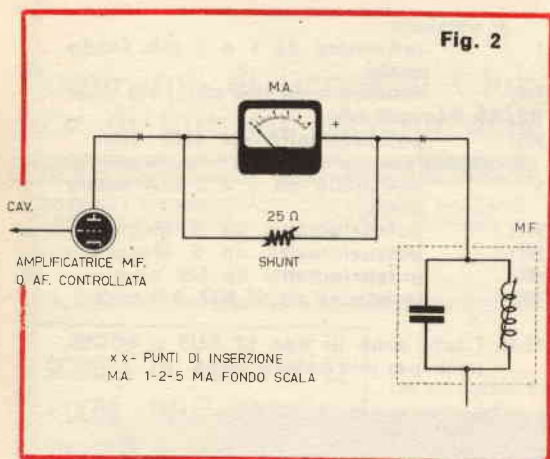 Fig. 2
M.A.
+
25 Ω
SHUNT
CAV.
AMPLIFICATRICE M.F.
O AF. CONTROLLATA
M.F.
x x - PUNTI DI INSERZIONE
M.A. 1-2-5 MA FONDO SCALA